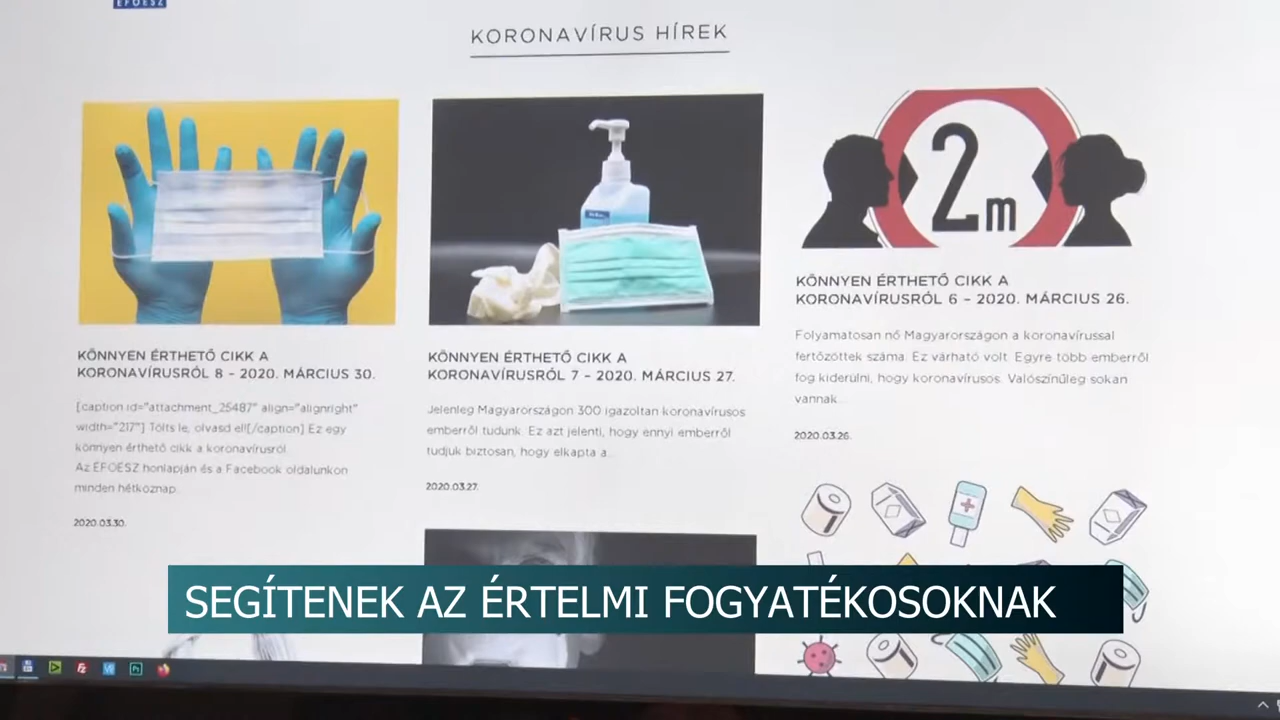 ÉFOÉSZ
KORONAVÍRUS HÍREK
KÖNNYEN ÉRTHETŐ CIKK A
KORONAVÍRUSRÓL 8 – 2020. MÁRCIUS 30.
[caption id="attachment_25487" align="alignright"
width="217"] Tölts le, olvasd el![/caption] Ez egy
könnyen érthető cikk a koronavírusról.
Az ÉFOÉSZ honlapján és a Facebook oldalunkon
minden hétköznap...
2020.03.30.
KÖNNYEN ÉRTHETŐ CIKK A
KORONAVÍRUSRÓL 7 – 2020. MÁRCIUS 27.
Jelenleg Magyarországon 300 igazoltan koronavírusos
emberről tudunk. Ez azt jelenti, hogy ennyi emberről
tudjuk biztosan, hogy elkapta a...
2020.03.27.
2m
KÖNNYEN ÉRTHETŐ CIKK A
KORONAVÍRUSRÓL 6 – 2020. MÁRCIUS 26.
Folyamatosan nő Magyarországon a koronavírussal
fertőzöttek száma. Ez várható volt. Egyre több emberről
fog kiderülni, hogy koronavírusos. Valószínűleg sokan
vannak...
2020.03.26.
SEGÍTENEK AZ ÉRTELMI FOGYATÉKOSOKNAK